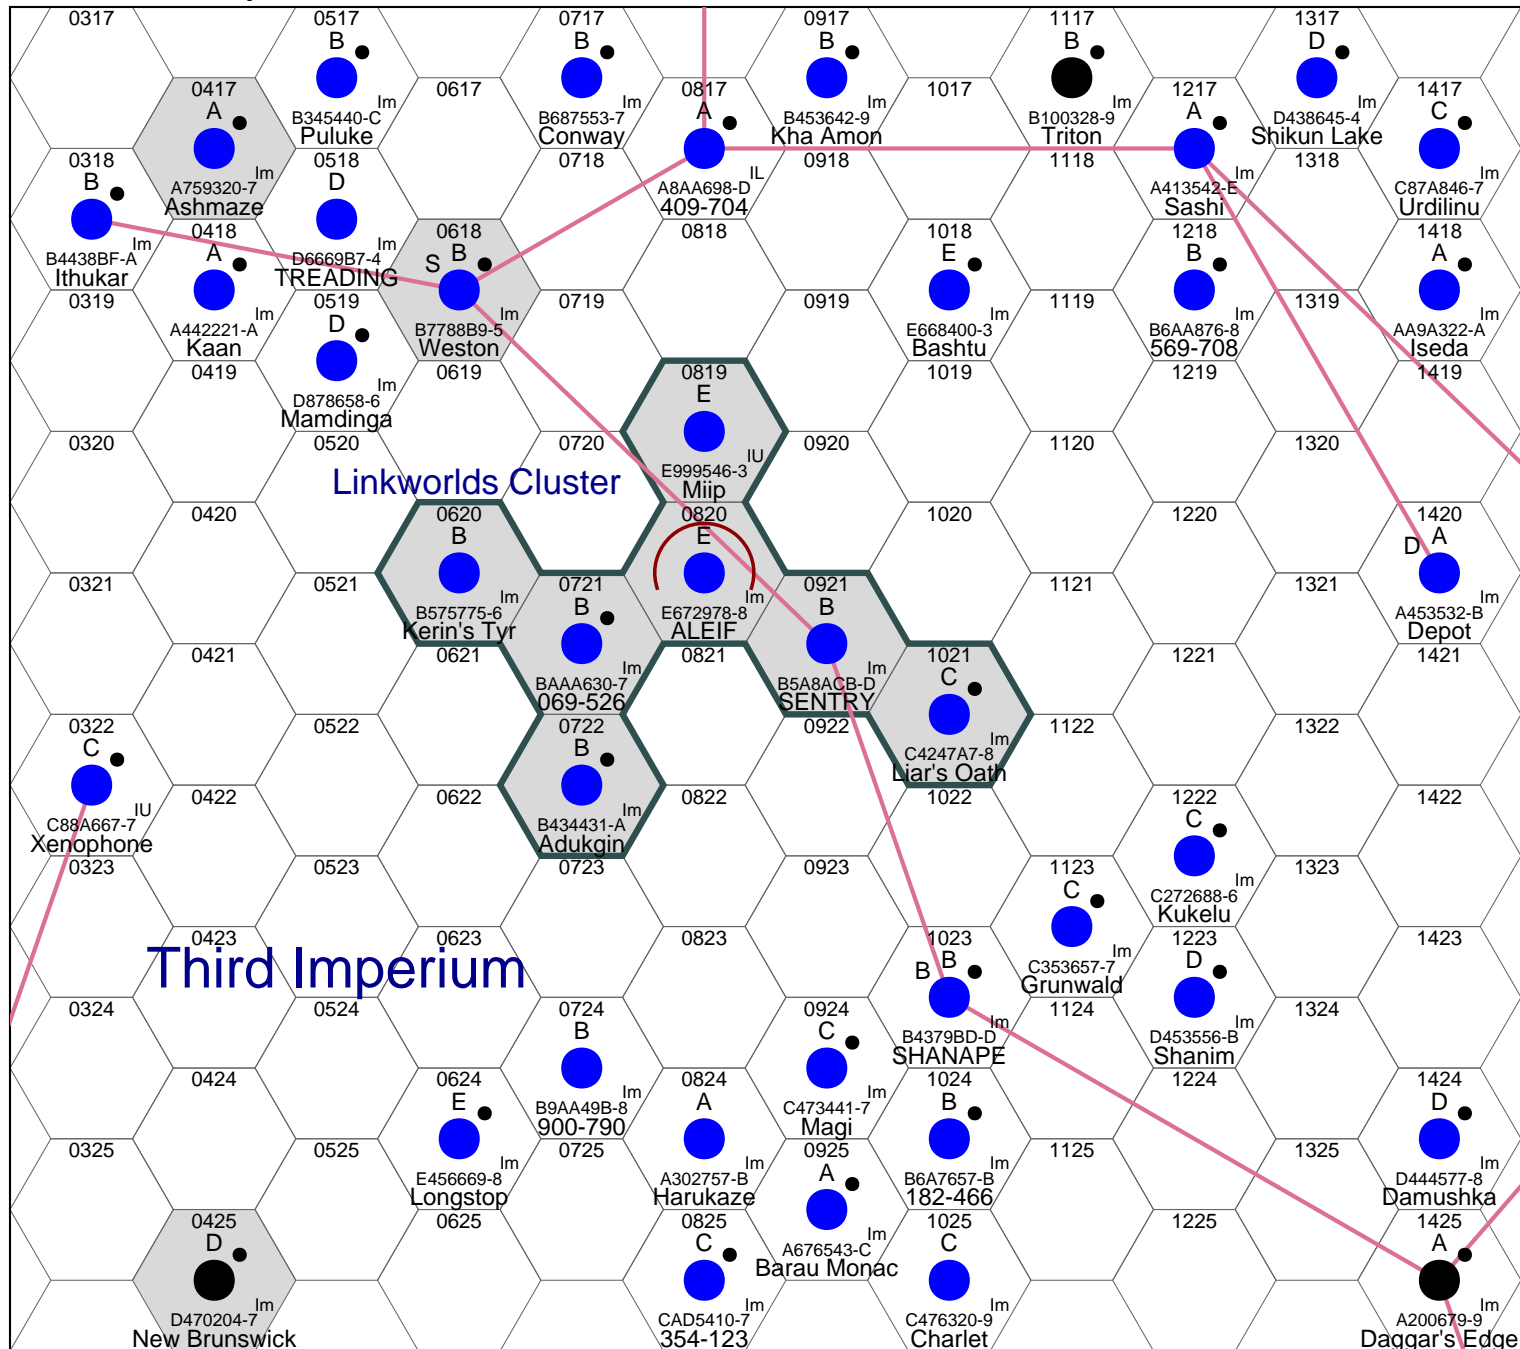 0317
0517
B
B345440-C
Im
Puluke
0717
B
B687553-7
Im
Conway
0917
B
B453642-9
Im
Kha Amon
1117
B
B100328-9
Im
Triton
1317
D
D438645-4
Im
Shikun Lake
0417
A
A759320-7
Im
Ashmaze
0617
0817
A
A8AA698-D
IL
409-704
1017
1217
A
A413542-E
Im
Sashi
1417
C
C87A846-7
Im
Urdilinu
0318
B
B4438BF-A
Im
Ithukar
0518
D
D6669B7-4
Im
TREADING
0718
0918
1118
1318
0418
A
A442221-A
Im
Kaan
0618
B
S
B7788B9-5
Im
Weston
0818
1018
E
E668400-3
Im
Bashtu
1218
B
B6AA876-8
Im
569-708
1418
A
AA9A322-A
Im
Iseda
0319
0519
D
D878658-6
Im
Mamdinga
0719
0919
1119
1319
0419
0619
0819
E
E999546-3
IU
Miip
1019
1219
1419
0320
0520
0720
0920
1120
1320
Linkworlds Cluster
0420
0620
B
B575775-6
Im
Kerin's Tyr
0820
E
E672978-8
Im
ALEIF
1020
1220
1420
A
D
A453532-B
Im
Depot
0321
0521
0721
B
BAAA630-7
Im
069-526
0921
B
B5A8ACB-D
Im
SENTRY
1121
1321
0421
0621
0821
1021
C
C4247A7-8
Im
Liar's Oath
1221
1421
0322
C
C88A667-7
IU
Xenophone
0522
0722
B
B434431-A
Im
Adukgin
0922
1122
1322
0422
0622
0822
1022
1222
C
C272688-6
Im
Kukelu
1422
0323
0523
0723
0923
1123
C
C353657-7
Im
Grunwald
1323
0423
0623
0823
1023
B
B
B4379BD-D
Im
SHANAPE
1223
D
D453556-B
Im
Shanim
1423
Third Imperium
0324
0524
0724
B
B9AA49B-8
Im
900-790
0924
C
C473441-7
Im
Magi
1124
1324
0424
0624
E
E456669-8
Im
Longstop
0824
A
A302757-B
Im
Harukaze
1024
B
B6A7657-B
Im
182-466
1224
1424
D
D444577-8
Im
Damushka
0325
0525
0725
0925
A
A676543-C
Im
Barau Monac
1125
1325
0425
D
D470204-7
Im
New Brunswick
0625
0825
C
CAD5410-7
Im
354-123
1025
C
C476320-9
Im
Charlet
1225
1425
A
A200679-9
Im
Daggar's Edge